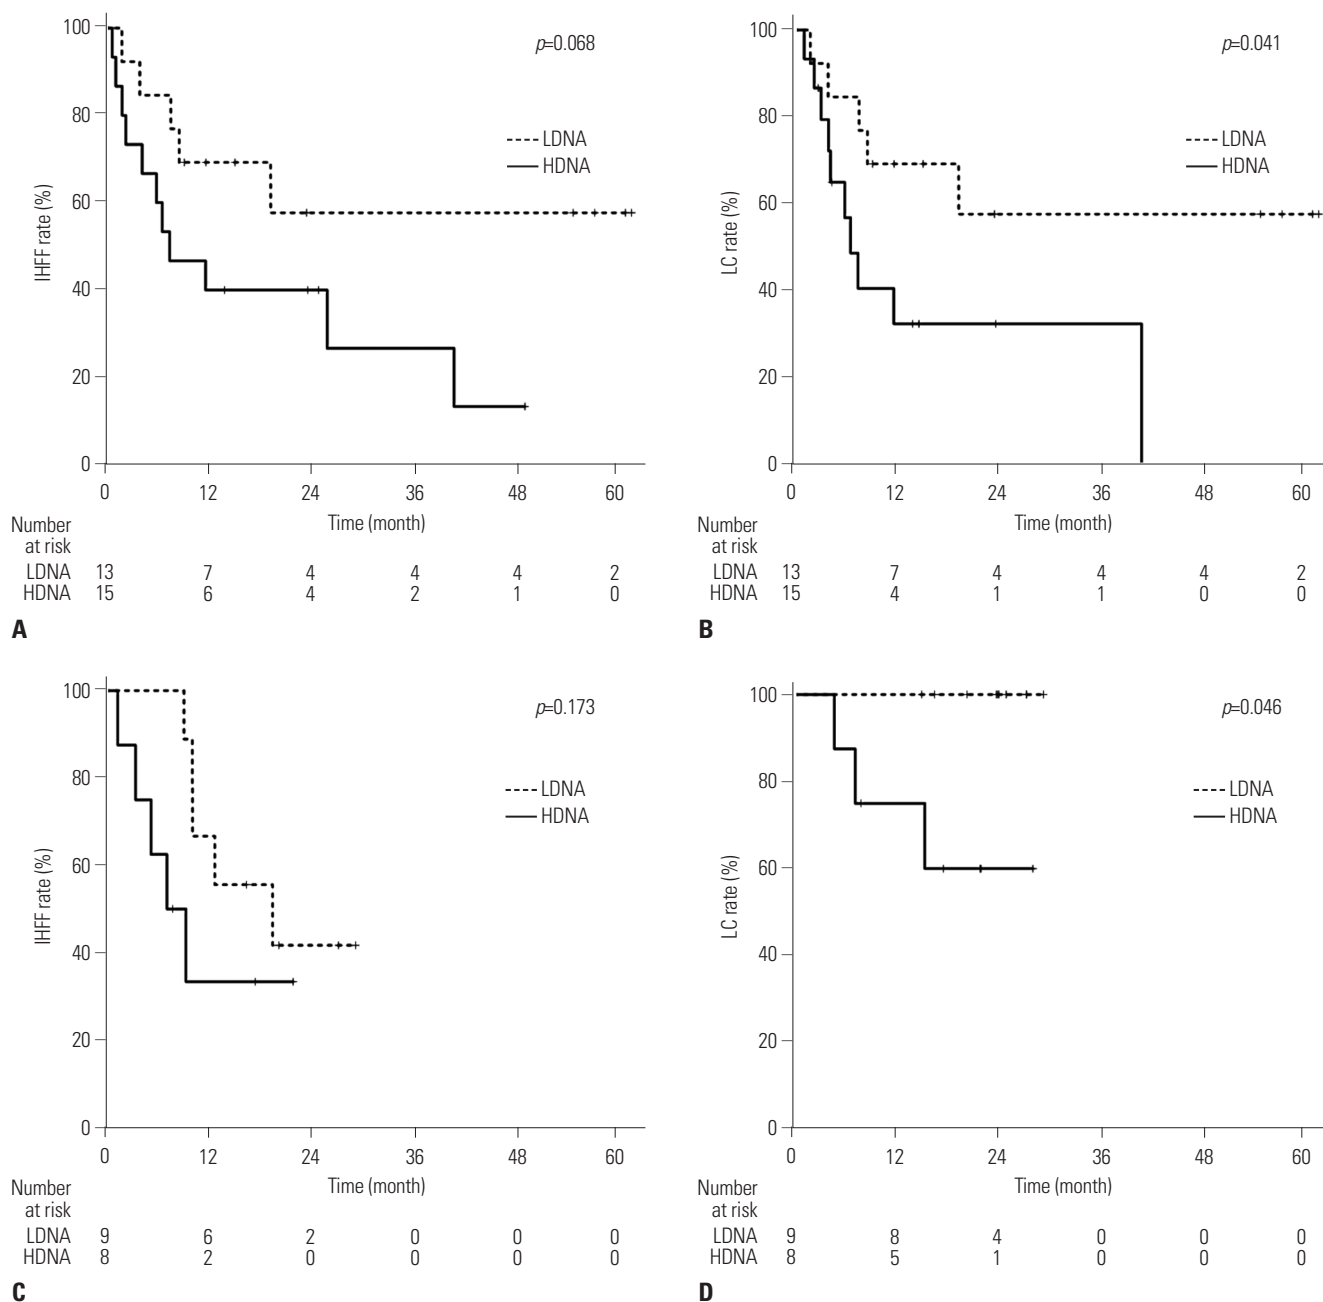 100
80
60
40
20
0
IHFF rate (%)
p=0.068
LDNA
HDNA
0 12 24 36 48 60
Time (month)
Number
at risk
LDNA 13 7 4 4 4 2
HDNA 15 6 4 2 1 0
A
100
80
60
40
20
0
LC rate (%)
p=0.041
LDNA
HDNA
0 12 24 36 48 60
Time (month)
Number
at risk
LDNA 13 7 4 4 4 2
HDNA 15 4 1 1 0 0
B
100
80
60
40
20
0
IHFF rate (%)
p=0.173
LDNA
HDNA
0 12 24 36 48 60
Time (month)
Number
at risk
LDNA 9 6 2 0 0 0
HDNA 8 2 0 0 0 0
C
100
80
60
40
20
0
LC rate (%)
p=0.046
LDNA
HDNA
0 12 24 36 48 60
Time (month)
Number
at risk
LDNA 9 8 4 0 0 0
HDNA 8 5 1 0 0 0
D